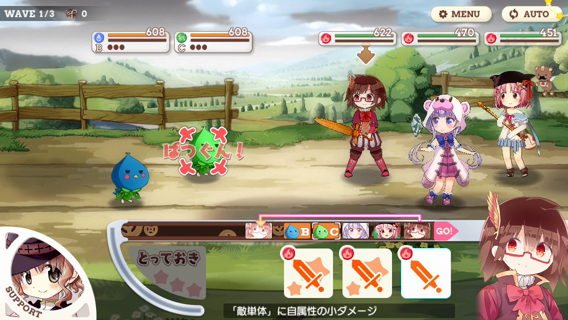 WAVE 1/3 0
MENU
AUTO
B 608
C 608
622
470
451
ばつぐん!
B C GO!
とっておき
SUPPORT
「敵単体」に自属性の小ダメージ